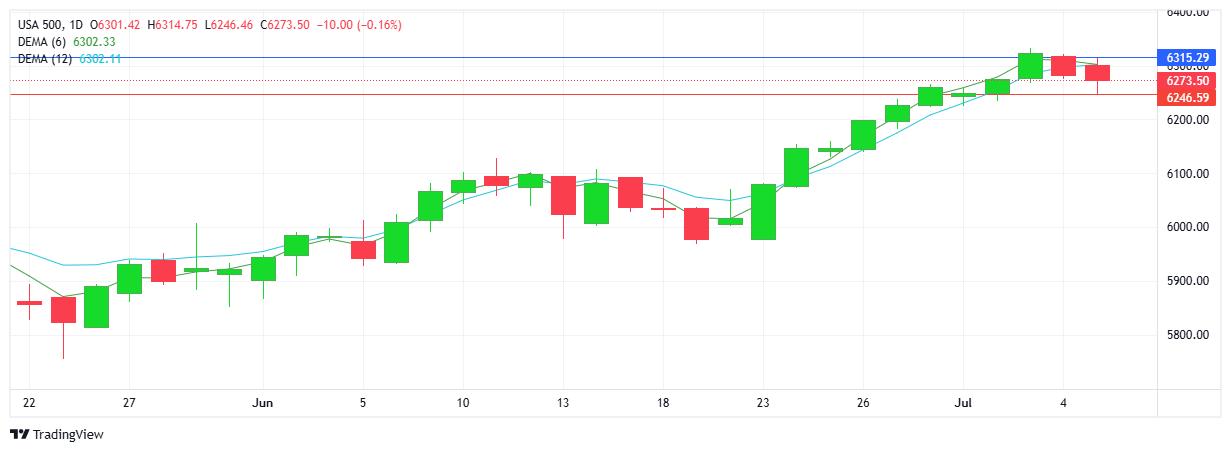 USA 500, 1D O6301.42 H6314.75 L6246.46 C6273.50 −10.00 (−0.16%)
DEMA (6) 6302.33
DEMA (12) 6302.11
6400.00
6315.29
6300.00
6273.50
6246.59
6200.00
6100.00
6000.00
5900.00
5800.00
22 27 Jun 5 10 13 18 23 26 Jul 4
TradingView